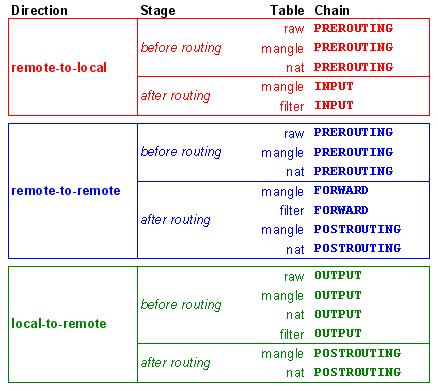 Direction Stage Table Chain
remote-to-local before routing raw PREROUTING
mangle PREROUTING
nat PREROUTING
after routing mangle INPUT
filter INPUT
remote-to-remote before routing raw PREROUTING
mangle PREROUTING
nat PREROUTING
after routing mangle FORWARD
filter FORWARD
mangle POSTROUTING
nat POSTROUTING
local-to-remote before routing raw OUTPUT
mangle OUTPUT
nat OUTPUT
filter OUTPUT
after routing mangle POSTROUTING
nat POSTROUTING